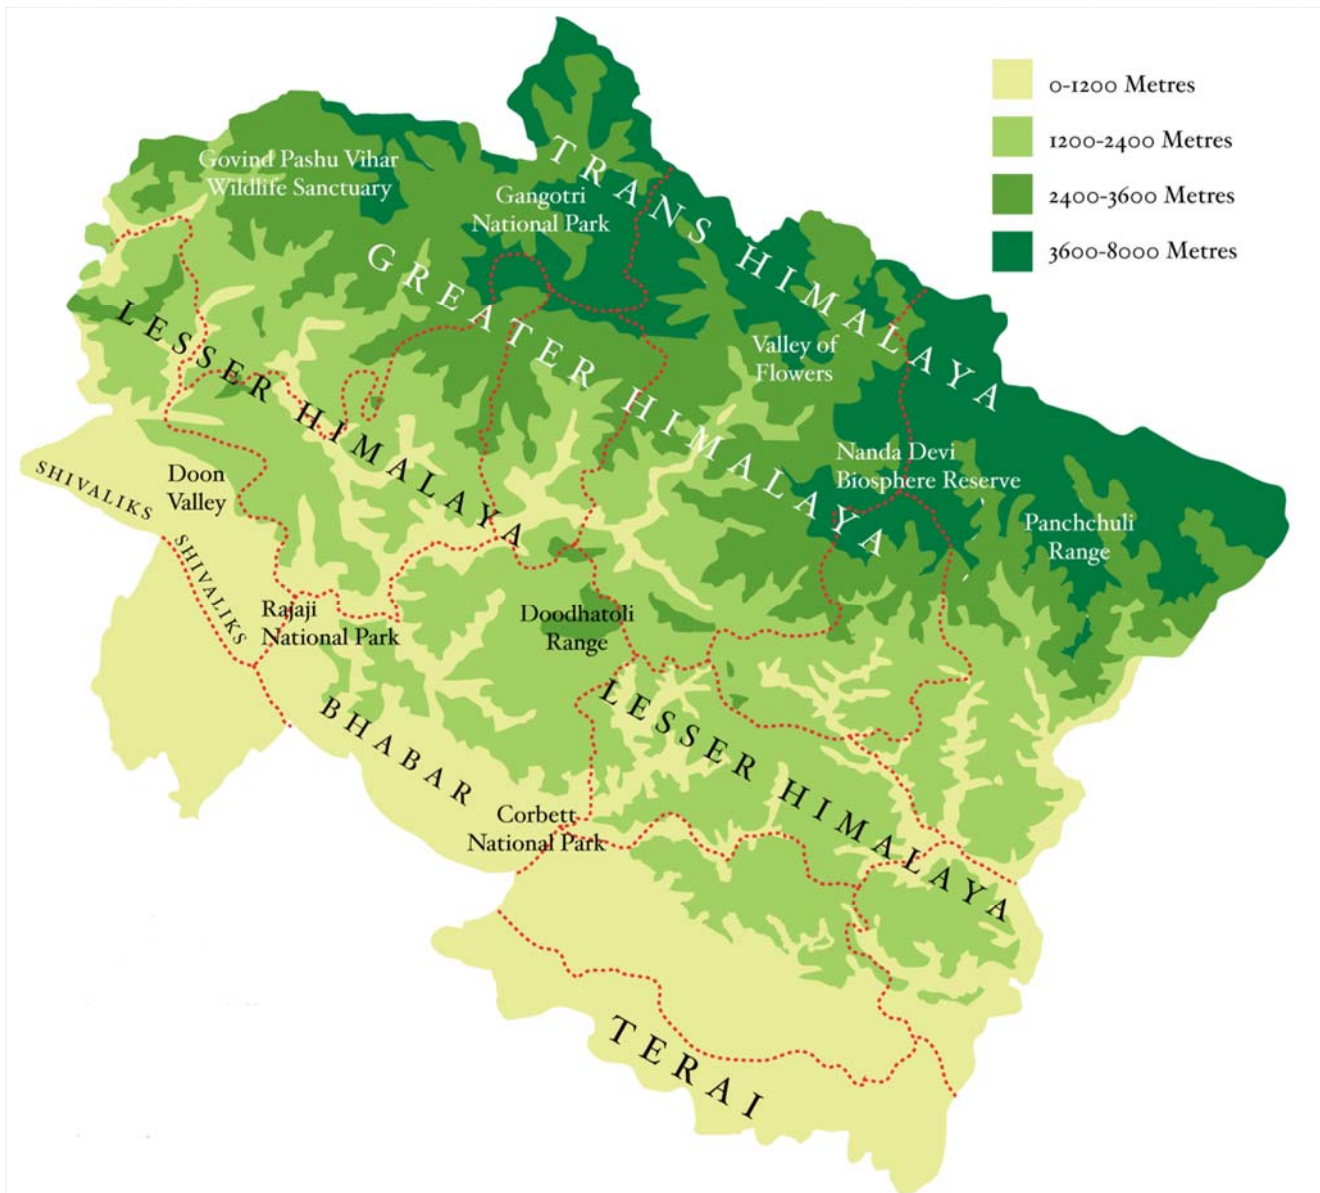 0-1200 Metres
1200-2400 Metres
2400-3600 Metres
3600-8000 Metres
TRANS HIMALAYA
Govind Pashu Vihar
Wildlife Sanctuary
Gangotri
National Park
GREATER HIMALAYA
LESSER HIMALAYA
Valley of
Flowers
Nanda Devi
Biosphere Reserve
Panchchuli
Range
SHIVALIKS
Doon
Valley
SHIVALIKS
Rajaji
National Park
Doodhatoli
Range
LESSER HIMALAYA
BHABAR
Corbett
National Park
TERAI